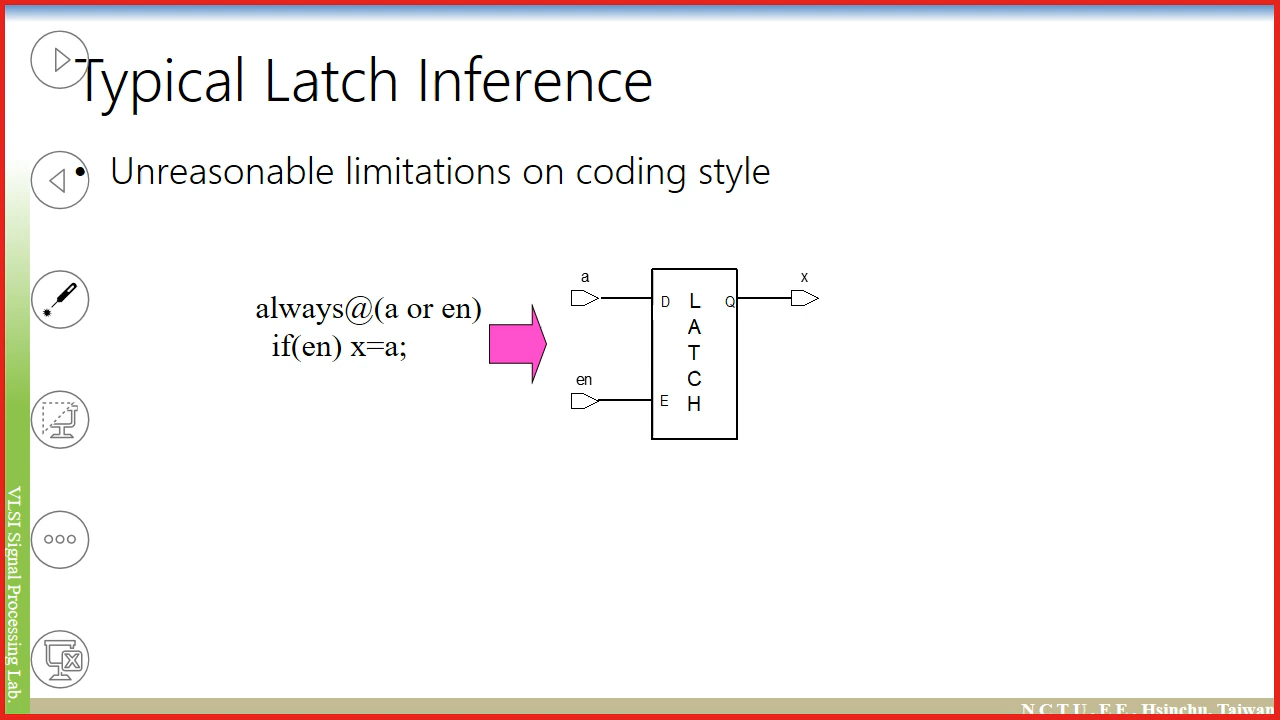 Typical Latch Inference
• Unreasonable limitations on coding style
always@(a or en)
if(en) x=a;
a
x
D
Q
LATCH
en
E
VLSI Signal Processing Lab.
N C T U . E E , Hsinchu, Taiwan